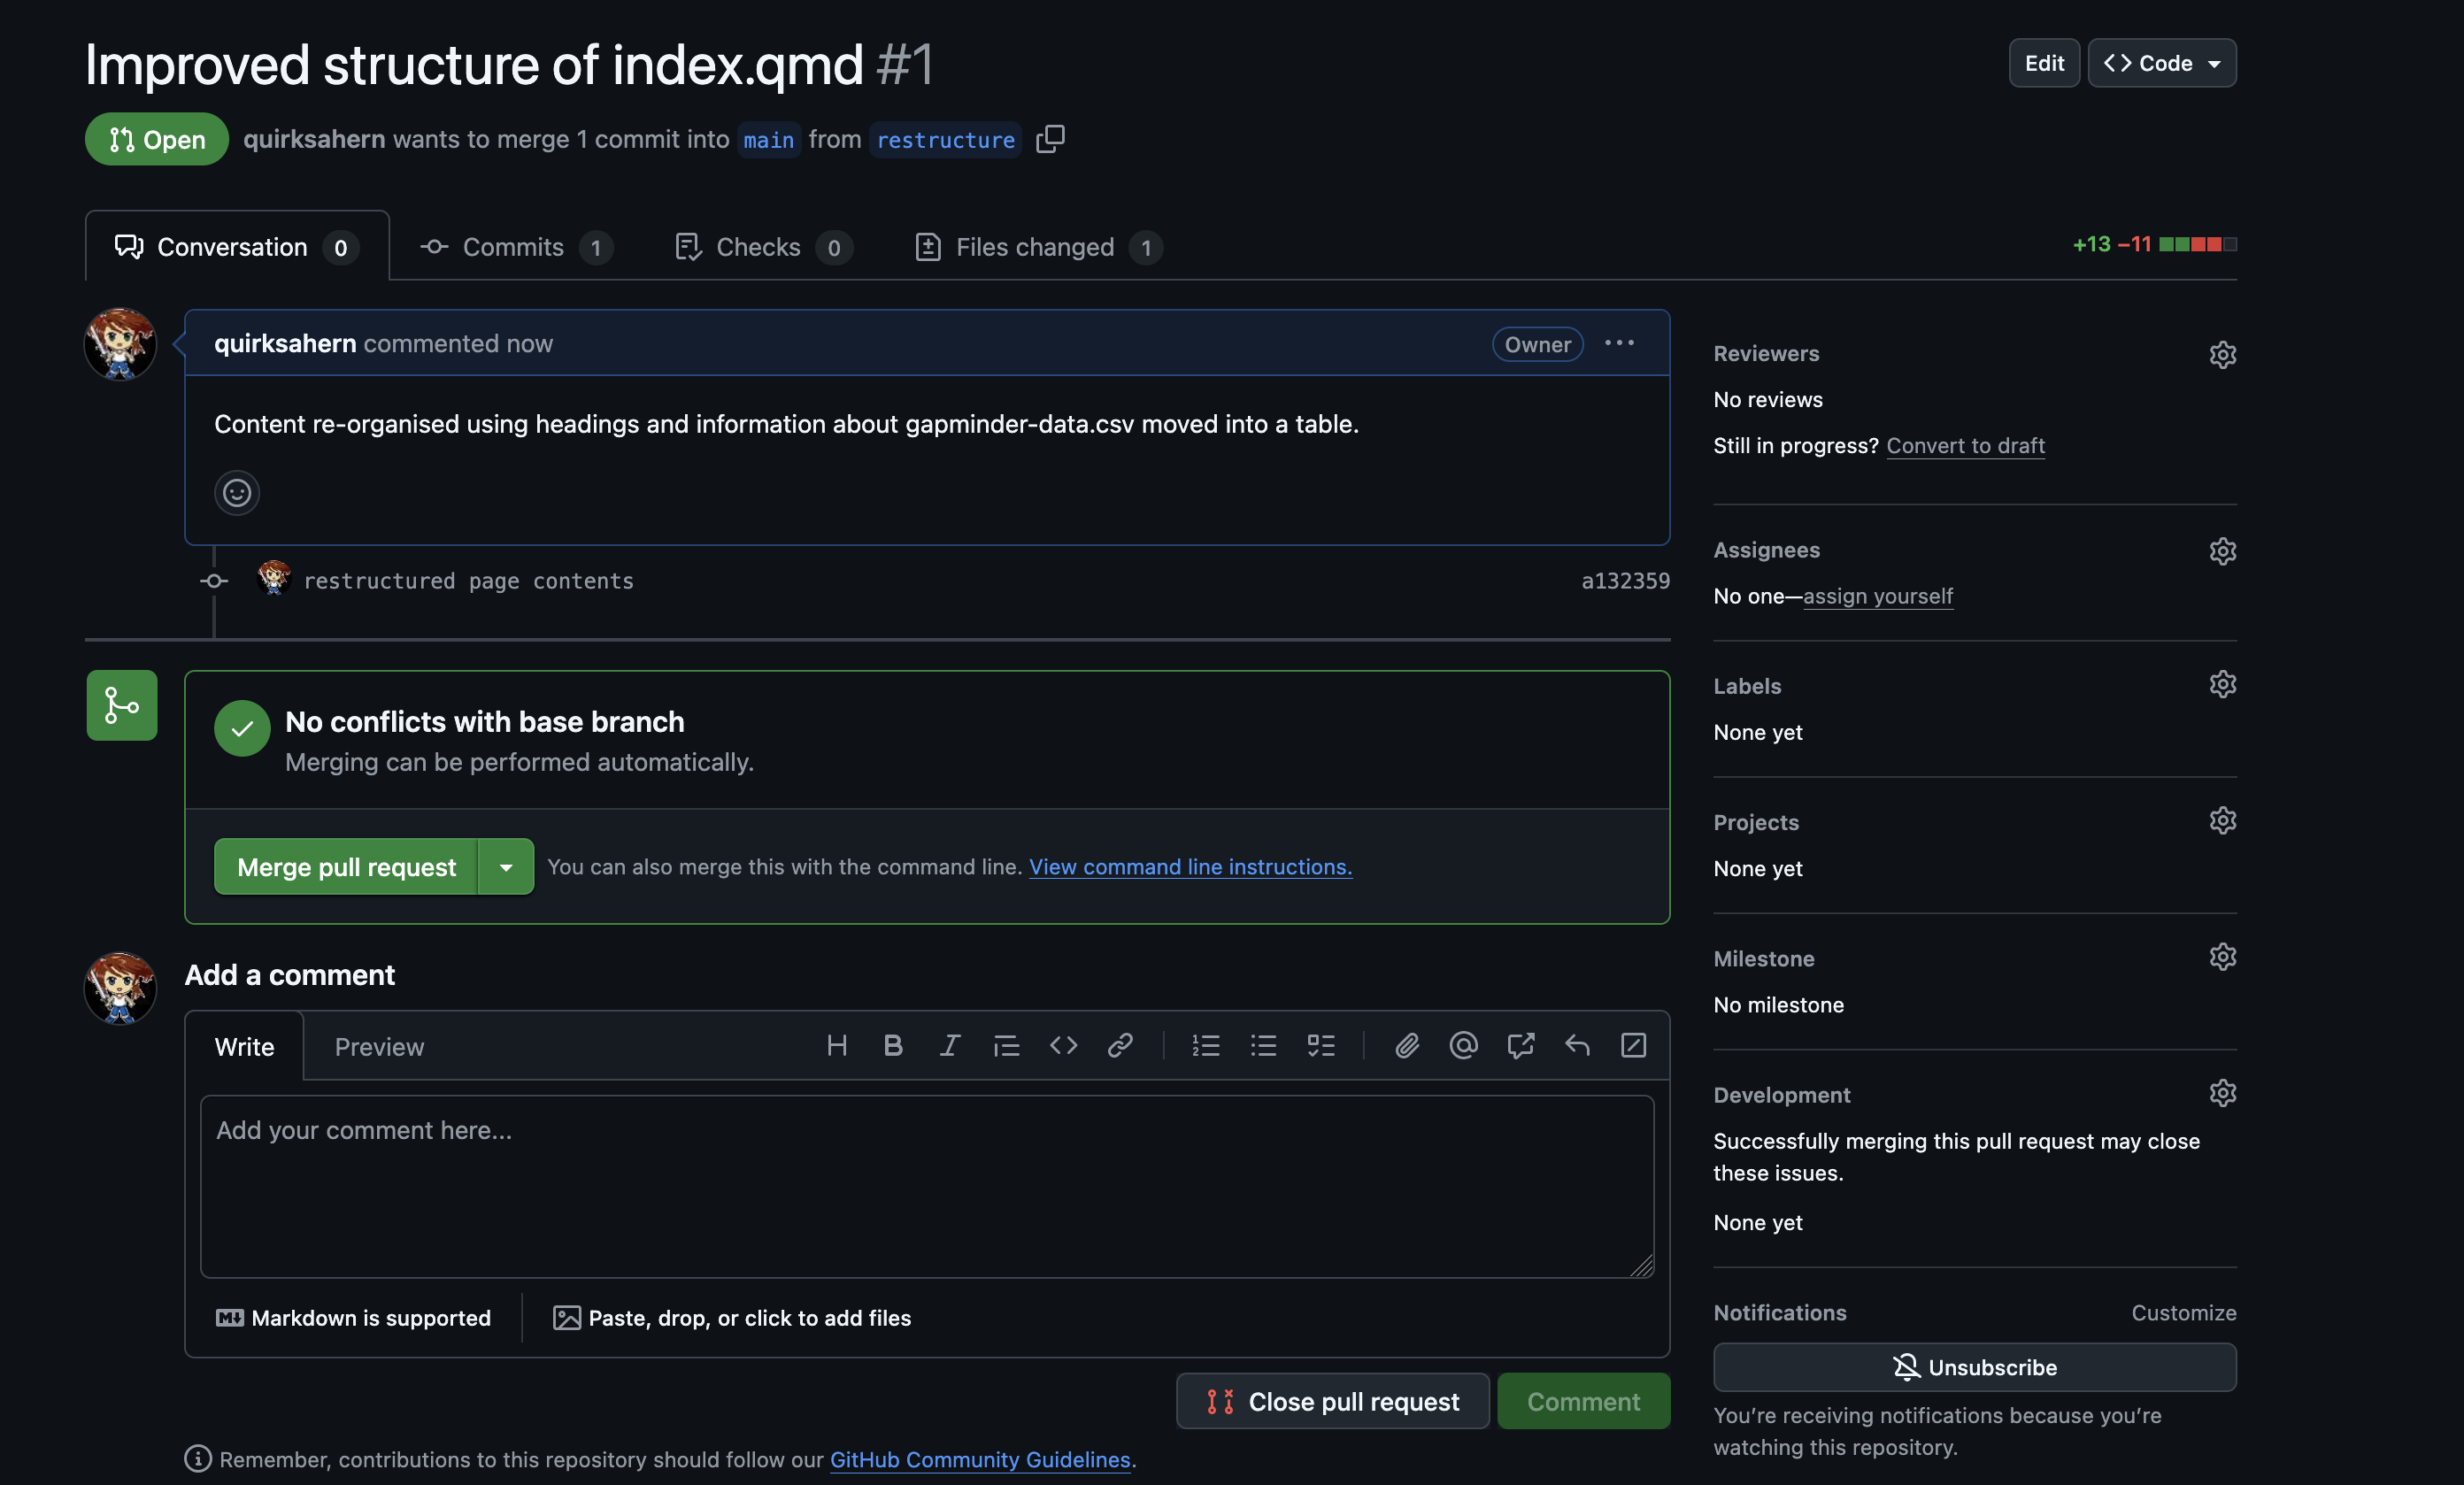 Improved structure of index.qmd #1
Edit
Code
Open
quirksahern wants to merge 1 commit into main from restructure
Conversation 0
Commits 1
Checks 0
Files changed 1
+13 −11
quirksahern commented now
Owner
Content re-organised using headings and information about gapminder-data.csv moved into a table.
restructured page contents
a132359
No conflicts with base branch
Merging can be performed automatically.
Merge pull request
You can also merge this with the command line. View command line instructions.
Add a comment
Write
Preview
Add your comment here...
Markdown is supported
Paste, drop, or click to add files
Close pull request
Comment
Remember, contributions to this repository should follow our GitHub Community Guidelines.
Reviewers
No reviews
Still in progress? Convert to draft
Assignees
No one—assign yourself
Labels
None yet
Projects
None yet
Milestone
No milestone
Development
Successfully merging this pull request may close
these issues.
None yet
Notifications
Customize
Unsubscribe
You’re receiving notifications because you’re
watching this repository.